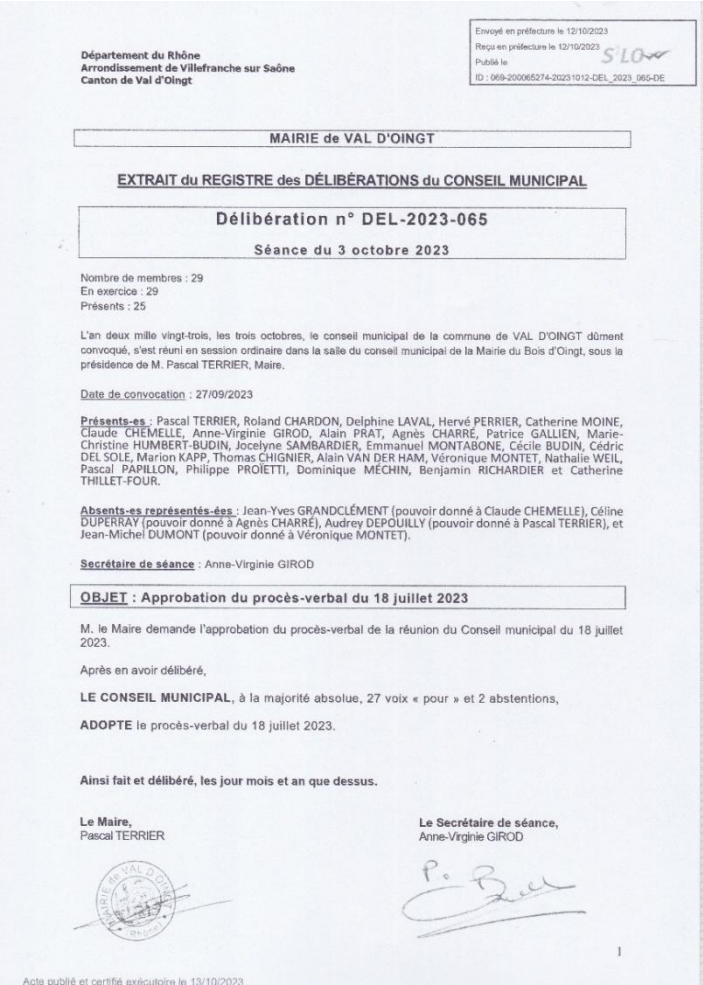 Envoyé en préfecture le 12/10/2023
Reçu en préfecture le 12/10/2023
Publié le
S²LO
ID : 069-200065274-20231012-DEL_2023_065-DE
Département du Rhône
Arrondissement de Villefranche sur Saône
Canton de Val d'Oingt
MAIRIE de VAL D'OINGT
EXTRAIT du REGISTRE des DÉLIBÉRATIONS du CONSEIL MUNICIPAL
Délibération n° DEL-2023-065
Séance du 3 octobre 2023
Nombre de membres : 29
En exercice : 29
Présents : 25
L'an deux mille vingt-trois, les trois octobres, le conseil municipal de la commune de VAL D'OINGT dûment
convoqué, s'est réuni en session ordinaire dans la salle du conseil municipal de la Mairie du Bois d'Oingt, sous la
présidence de M. Pascal TERRIER, Maire.
Date de convocation : 27/09/2023
Présents-es : Pascal TERRIER, Roland CHARDON, Delphine LAVAL, Hervé PERRIER, Catherine MOINE,
Claude CHEMELLE, Anne-Virginie GIROD, Alain PRAT, Agnès CHARRÉ, Patrice GALLIEN, Marie-
Christine HUMBERT-BUDIN, Jocelyne SAMBARDIER, Emmanuel MONTABONE, Cécile BUDIN, Cédric
DEL SOLE, Marion KAPP, Thomas CHIGNIER, Alain VAN DER HAM, Véronique MONTET, Nathalie WEIL,
Pascal PAPILLON, Philippe PROÏETTI, Dominique MÉCHIN, Benjamin RICHARDIER et Catherine
THILLET-FOUR.
Absents-es représentés-ées : Jean-Yves GRANDCLÉMENT (pouvoir donné à Claude CHEMELLE), Céline
DUPERRAY (pouvoir donné à Agnès CHARRÉ), Audrey DEPOUILLY (pouvoir donné à Pascal TERRIER), et
Jean-Michel DUMONT (pouvoir donné à Véronique MONTET).
Secrétaire de séance : Anne-Virginie GIROD
OBJET : Approbation du procès-verbal du 18 juillet 2023
M. le Maire demande l'approbation du procès-verbal de la réunion du Conseil municipal du 18 juillet
2023.
Après en avoir délibéré,
LE CONSEIL MUNICIPAL, à la majorité absolue, 27 voix « pour » et 2 abstentions,
ADOPTE le procès-verbal du 18 juillet 2023.
Ainsi fait et délibéré, les jour mois et an que dessus.
Le Maire,
Pascal TERRIER
Le Secrétaire de séance,
Anne-Virginie GIROD
MAIRIE de VAL D'OINGT
(Rhône)
1
Acte publié et certifié exécutoire le 13/10/2023